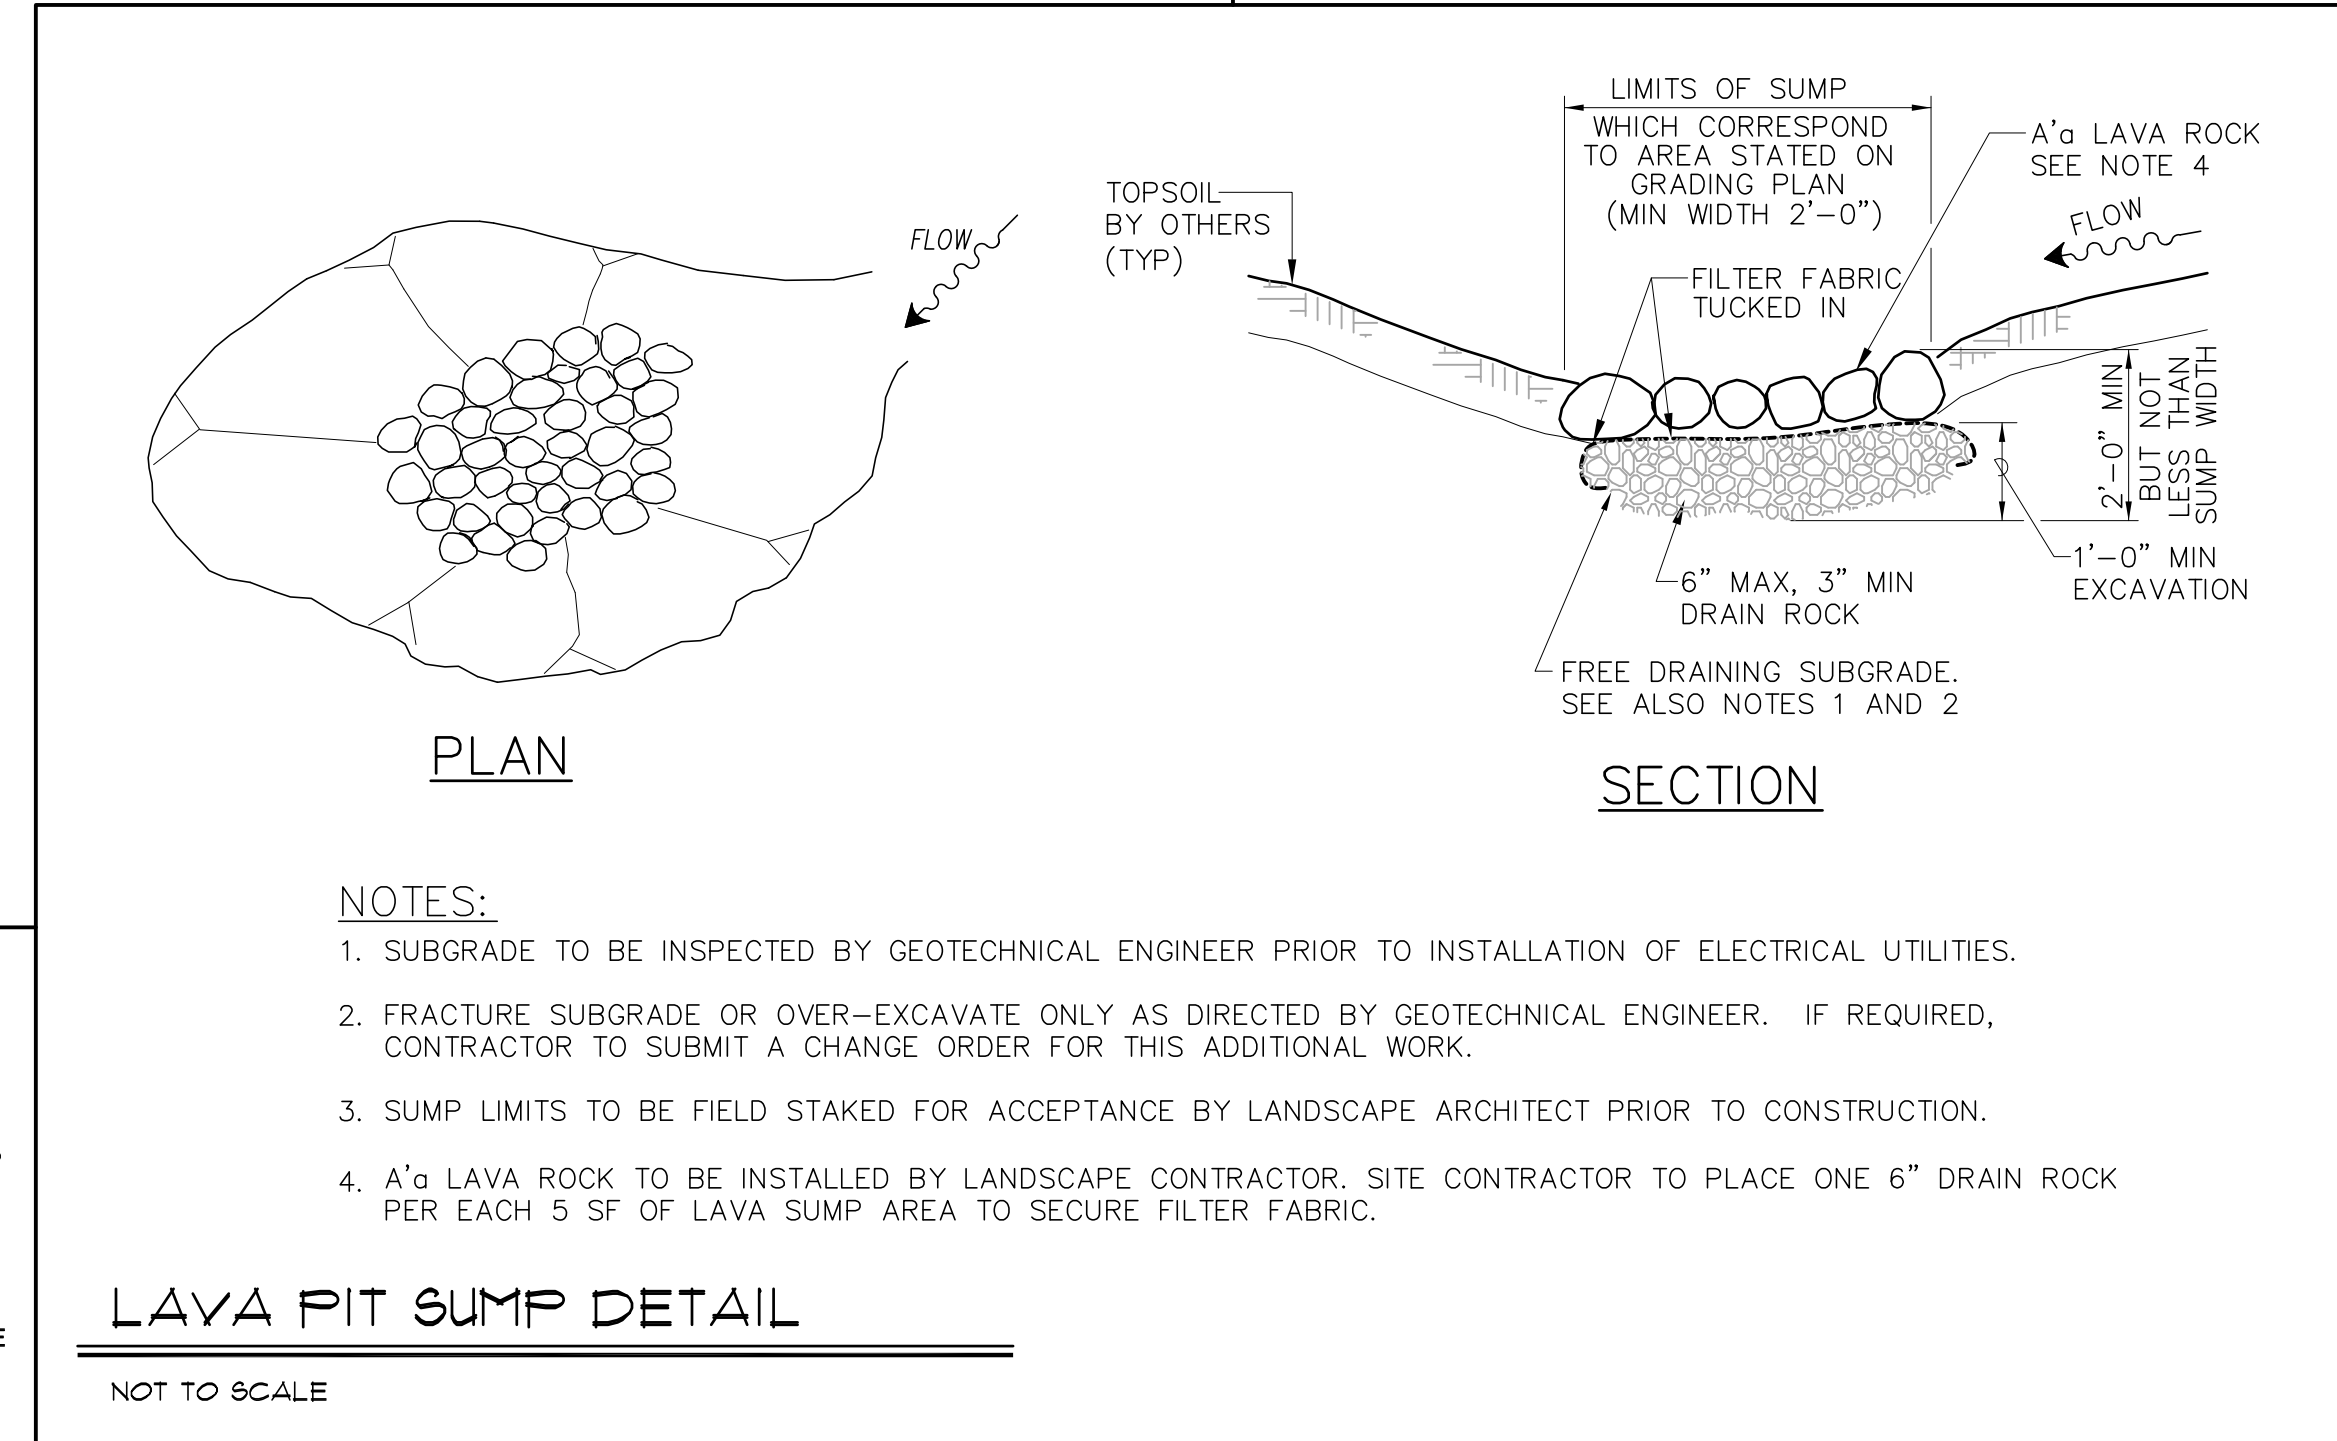 FLOW
PLAN
LIMITS OF SUMP
WHICH CORRESPOND
TO AREA STATED ON
GRADING PLAN
(MIN WIDTH 2'-0")
A'a LAVA ROCK
SEE NOTE 4
FLOW
TOPSOIL
BY OTHERS
(TYP)
FILTER FABRIC
TUCKED IN
2'-0" MIN
BUT NOT
LESS THAN
SUMP WIDTH
1'-0" MIN
EXCAVATION
6" MAX, 3" MIN
DRAIN ROCK
FREE DRAINING SUBGRADE.
SEE ALSO NOTES 1 AND 2
SECTION
NOTES:
1. SUBGRADE TO BE INSPECTED BY GEOTECHNICAL ENGINEER PRIOR TO INSTALLATION OF ELECTRICAL UTILITIES.
2. FRACTURE SUBGRADE OR OVER-EXCAVATE ONLY AS DIRECTED BY GEOTECHNICAL ENGINEER. IF REQUIRED,
CONTRACTOR TO SUBMIT A CHANGE ORDER FOR THIS ADDITIONAL WORK.
3. SUMP LIMITS TO BE FIELD STAKED FOR ACCEPTANCE BY LANDSCAPE ARCHITECT PRIOR TO CONSTRUCTION.
4. A'a LAVA ROCK TO BE INSTALLED BY LANDSCAPE CONTRACTOR. SITE CONTRACTOR TO PLACE ONE 6" DRAIN ROCK
PER EACH 5 SF OF LAVA SUMP AREA TO SECURE FILTER FABRIC.
LAVA PIT SUMP DETAIL
NOT TO SCALE